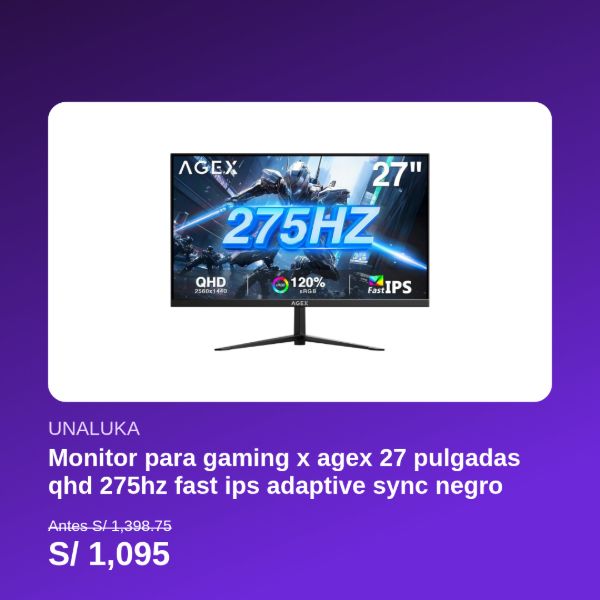 AGEX
27"
275HZ
QHD
2560x1440
120%
sRGB
Fast IPS
AGEX
UNALUKA
Monitor para gaming x agex 27 pulgadas
qhd 275hz fast ips adaptive sync negro
Antes S/ 1,398.75
S/ 1,095